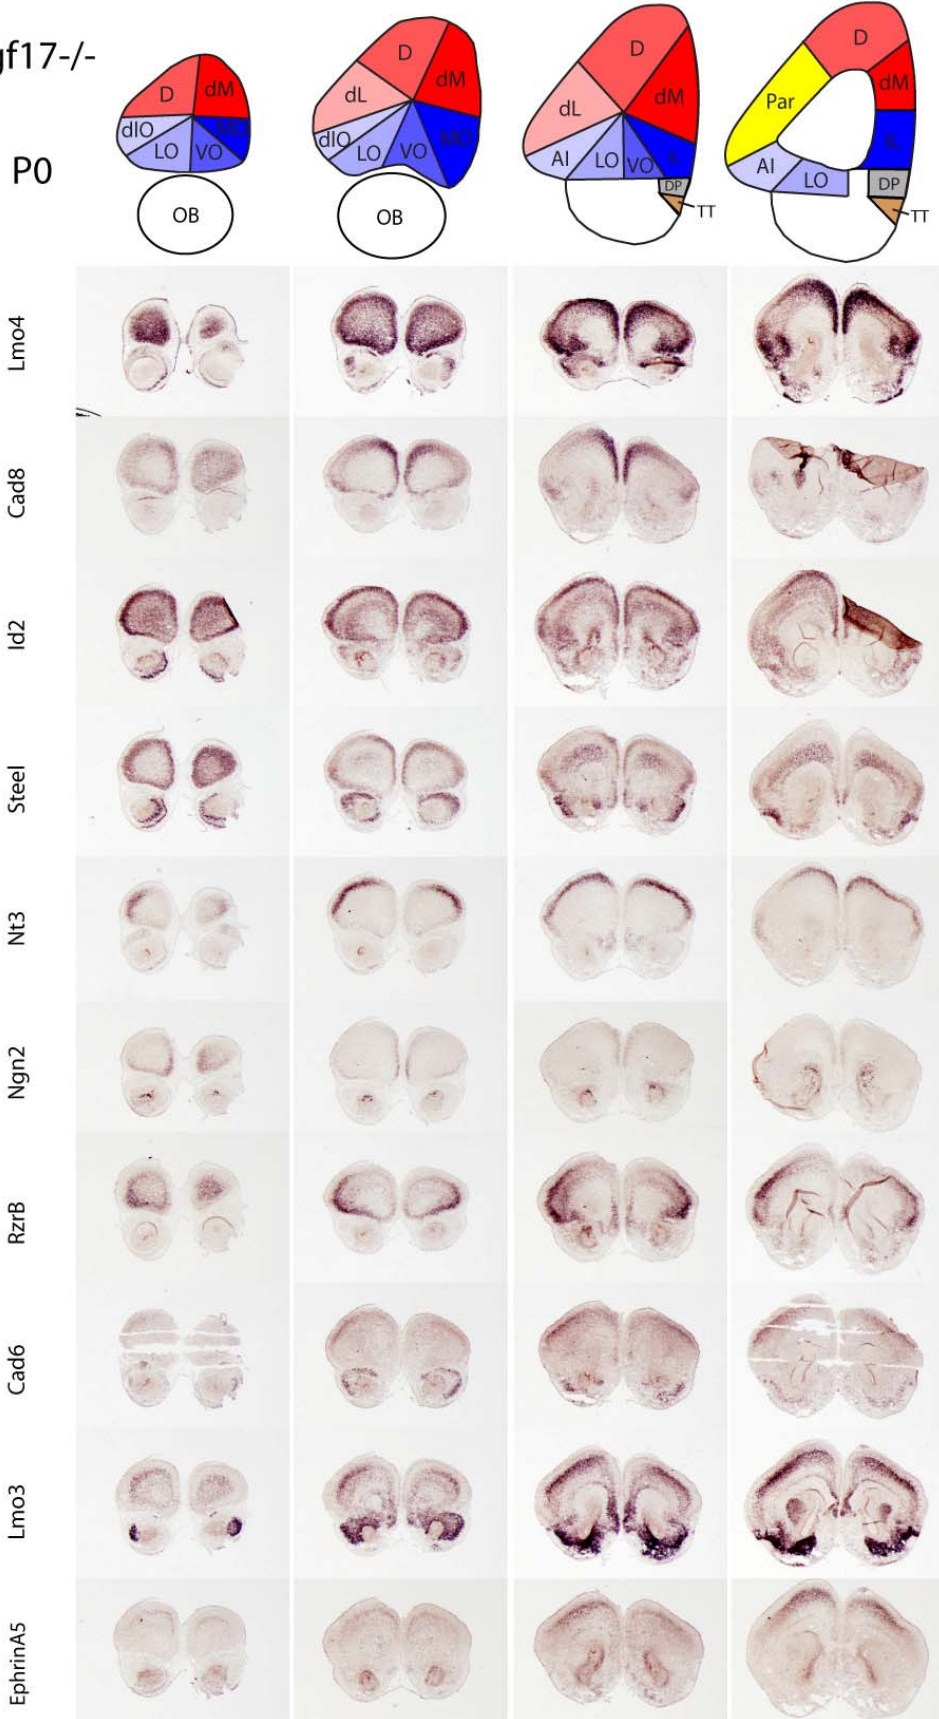 gf17-/-
P0
D dM
dIO LO VO MO
OB
D
dL dM
dIO LO VO MO
OB
D
dL dM
AI LO VO IL
DP
TT
D
Par dM
IL
AI LO DP
TT
Lmo4
Cad8
Id2
Steel
Nt3
Ngn2
RzrB
Cad6
Lmo3
EphrinA5